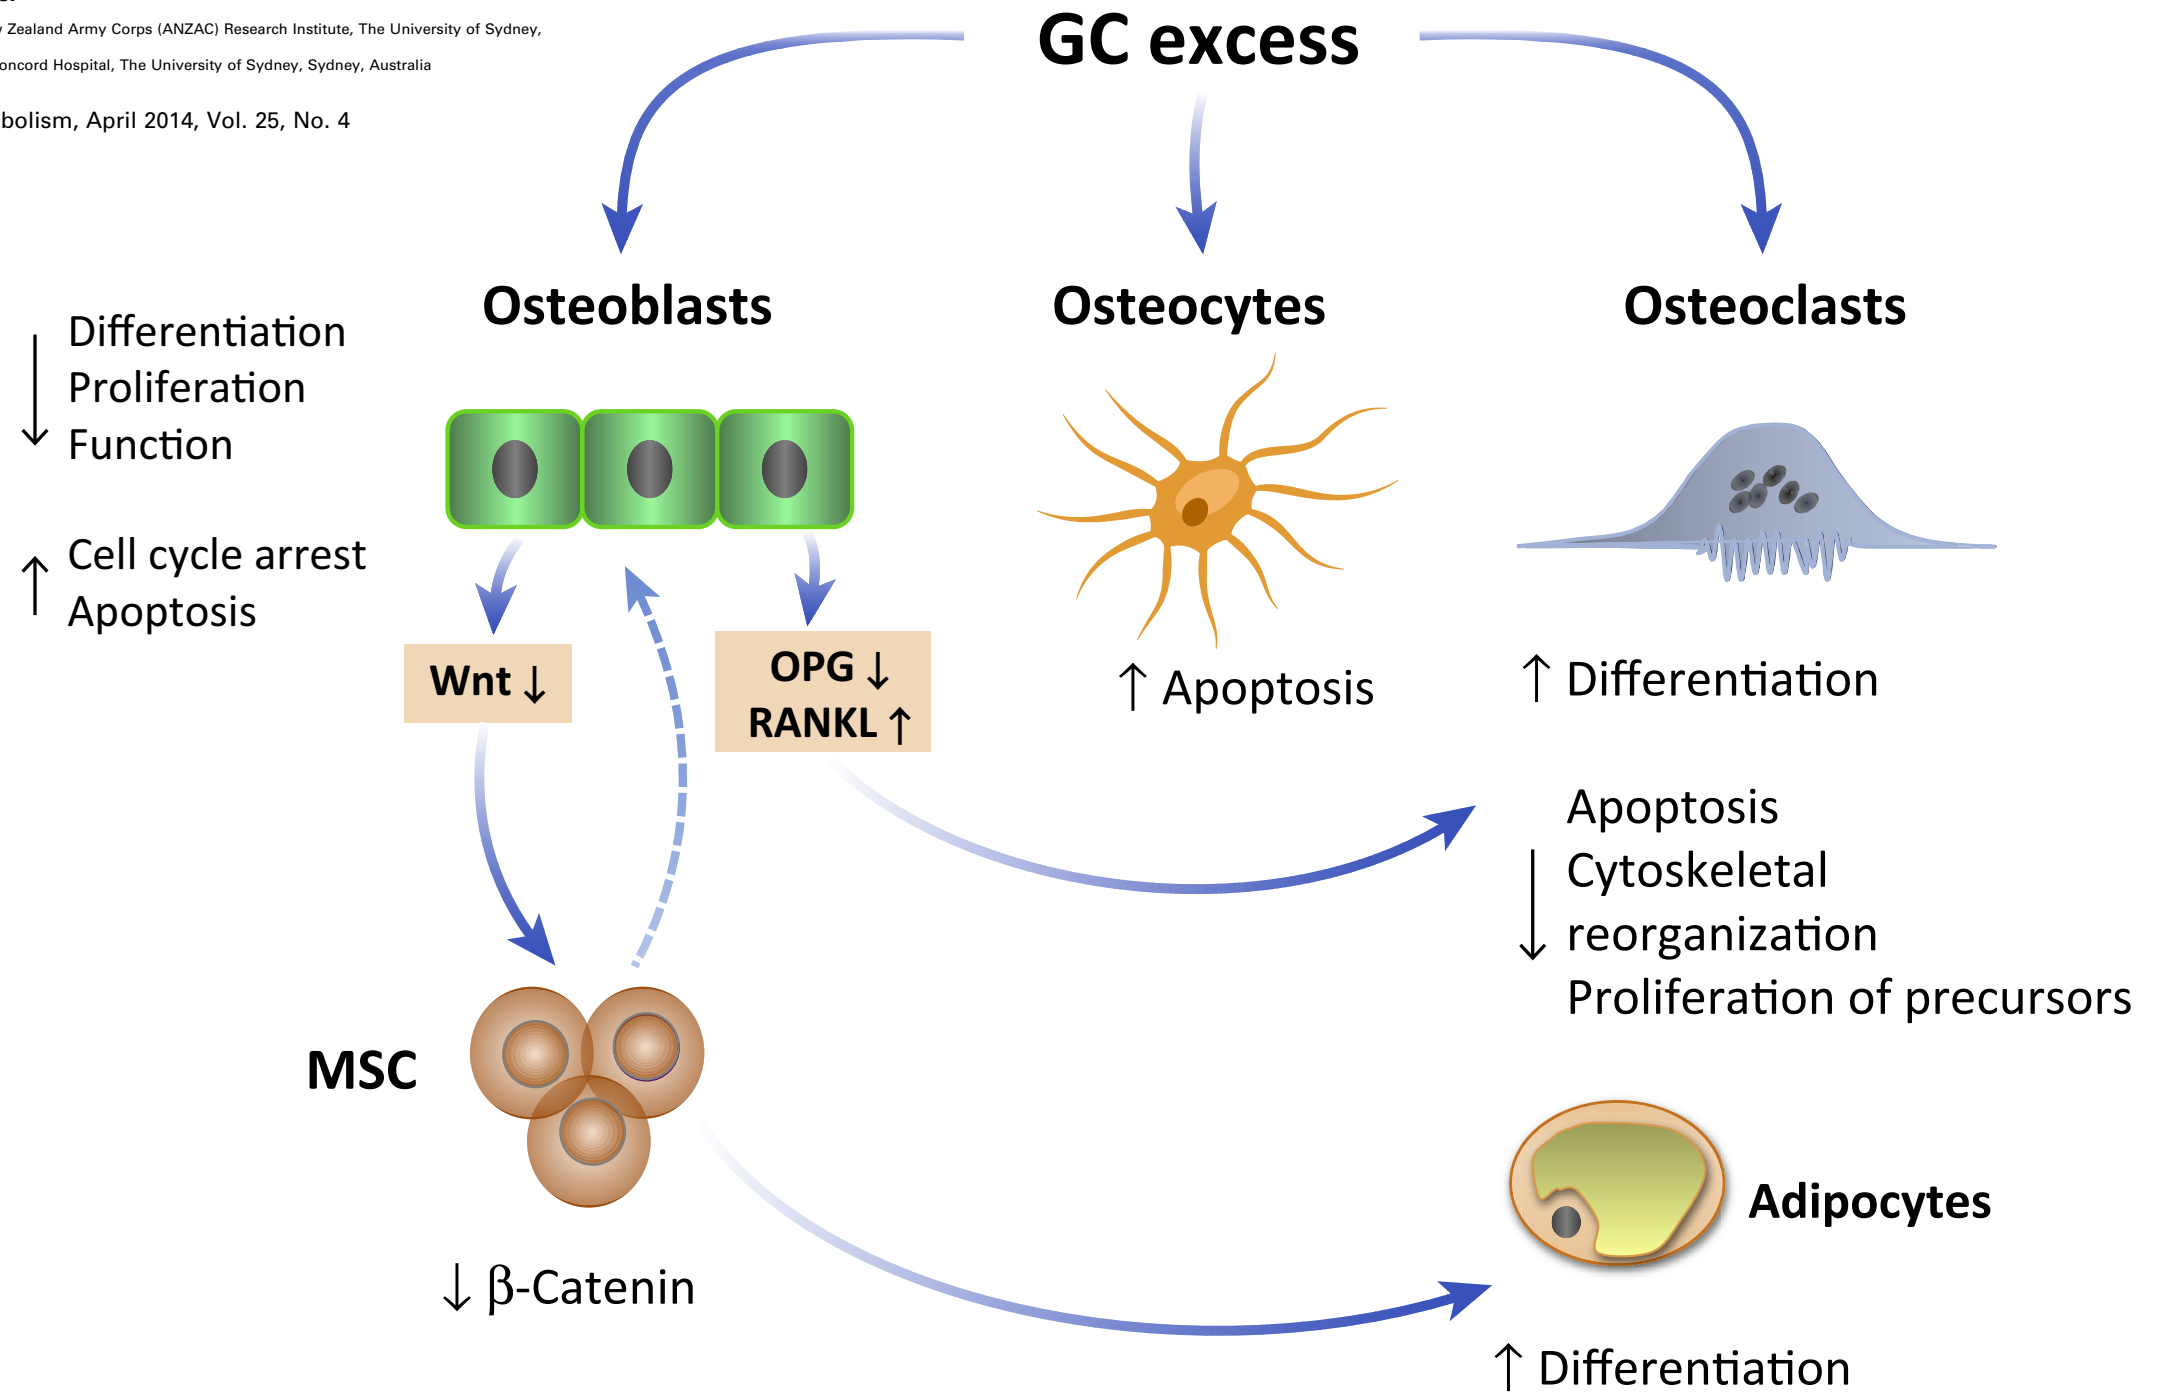 Zealand Army Corps (ANZAC) Research Institute, The University of Sydney,
Hospital, The University of Sydney, Sydney, Australia
April 2014, Vol. 25, No. 4
GC excess
Osteoblasts
Osteocytes
Osteoclasts
↓ Differentiation
Proliferation
Function
↑ Cell cycle arrest
Apoptosis
Wnt ↓
OPG ↓
RANKL ↑
↑ Apoptosis
↑ Differentiation
↓ Apoptosis
Cytoskeletal
reorganization
Proliferation of precursors
MSC
↓ β-Catenin
Adipocytes
↑ Differentiation